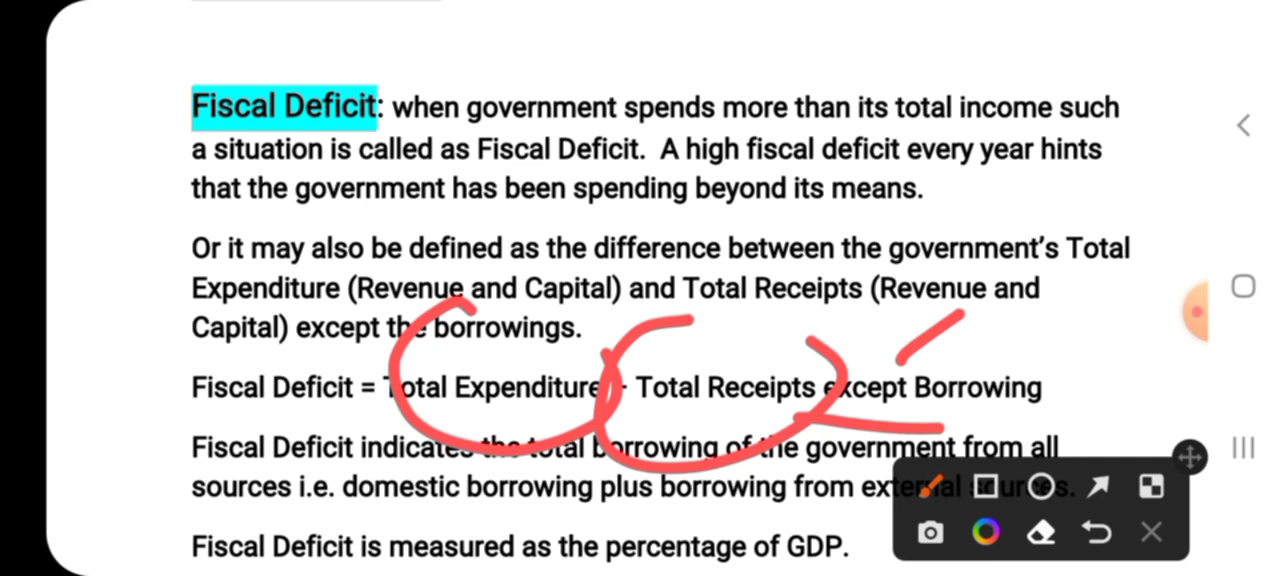 Fiscal Deficit: when government spends more than its total income such
a situation is called as Fiscal Deficit. A high fiscal deficit every year hints
that the government has been spending beyond its means.
Or it may also be defined as the difference between the government's Total
Expenditure (Revenue and Capital) and Total Receipts (Revenue and
Capital) except the borrowings.
Fiscal Deficit = Total Expenditure - Total Receipts except Borrowing
Fiscal Deficit indicates the total borrowing of the government from all
sources i.e. domestic borrowing plus borrowing from external sources.
Fiscal Deficit is measured as the percentage of GDP.